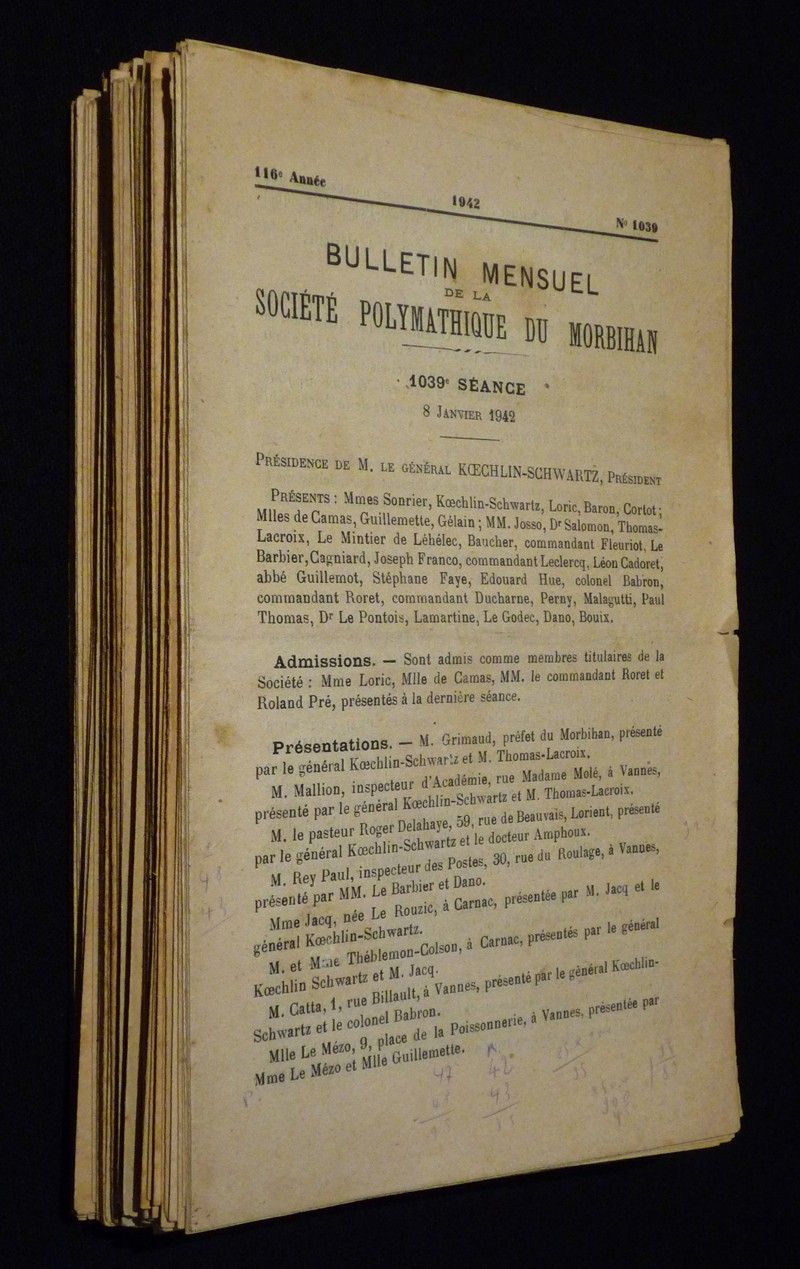 116e Année
1942
No 1039
BULLETIN MENSUEL
DE LA
SOCIÉTÉ POLYMATHIQUE DU MORBIHAN
1039e SÉANCE
8 JANVIER 1942
PRÉSIDENCE DE M. LE GÉNÉRAL KŒCHLIN-SCHWARTZ, PRÉSIDENT
PRÉSENTS : Mmes Sonrier, Kœchlin-Schwartz, Loric, Baron, Cortot ;
Mlles de Camas, Guillemette, Gélain ; MM. Josso, Dr Salomon, Thomas-
Lacroix, Le Mintier de Léhélec, Baucher, commandant Fleuriot, Le
Barbier, Cagniard, Joseph Franco, commandant Leclercq, Léon Cadoret,
abbé Guillemot, Stéphane Faye, Edouard Hue, colonel Babron,
commandant Roret, commandant Ducharne, Perny, Malagutti, Paul
Thomas, Dr Le Pontois, Lamartine, Le Godec, Dano, Bouix.
Admissions. — Sont admis comme membres titulaires de la
Société : Mme Loric, Mlle de Camas, MM. le commandant Roret et
Roland Pré, présentés à la dernière séance.
Présentations. — M. Grimaud, préfet du Morbihan, présenté
par le général Kœchlin-Schwartz et M. Thomas-Lacroix.
M. Mallion, inspecteur d'Académie, rue Madame Molé, à Vannes,
présenté par le général Kœchlin-Schwartz et M. Thomas-Lacroix.
M. le pasteur Roger Delahaye, 59, rue de Beauvais, Lorient, présenté
par le général Kœchlin-Schwartz et le docteur Amphoux.
M. Rey Paul, inspecteur des Postes, 30, rue du Roulage, à Vannes,
présenté par MM. Le Barbier et Dano.
Mme Jacq, née Le Rouzic, à Carnac, présentée par M. Jacq et le
général Kœchlin-Schwartz.
M. et Mme Théblemon-Colson, à Carnac, présentés par le général
Kœchlin Schwartz et M. Jacq.
M. Catta, 1, rue Billault, à Vannes, présenté par le général Kœchlin-
Schwartz et le colonel Babron.
Mlle Le Mézo, 9, place de la Poissonnerie, à Vannes, présentée par
Mme Le Mézo et Mlle Guillemette.
47 42
43